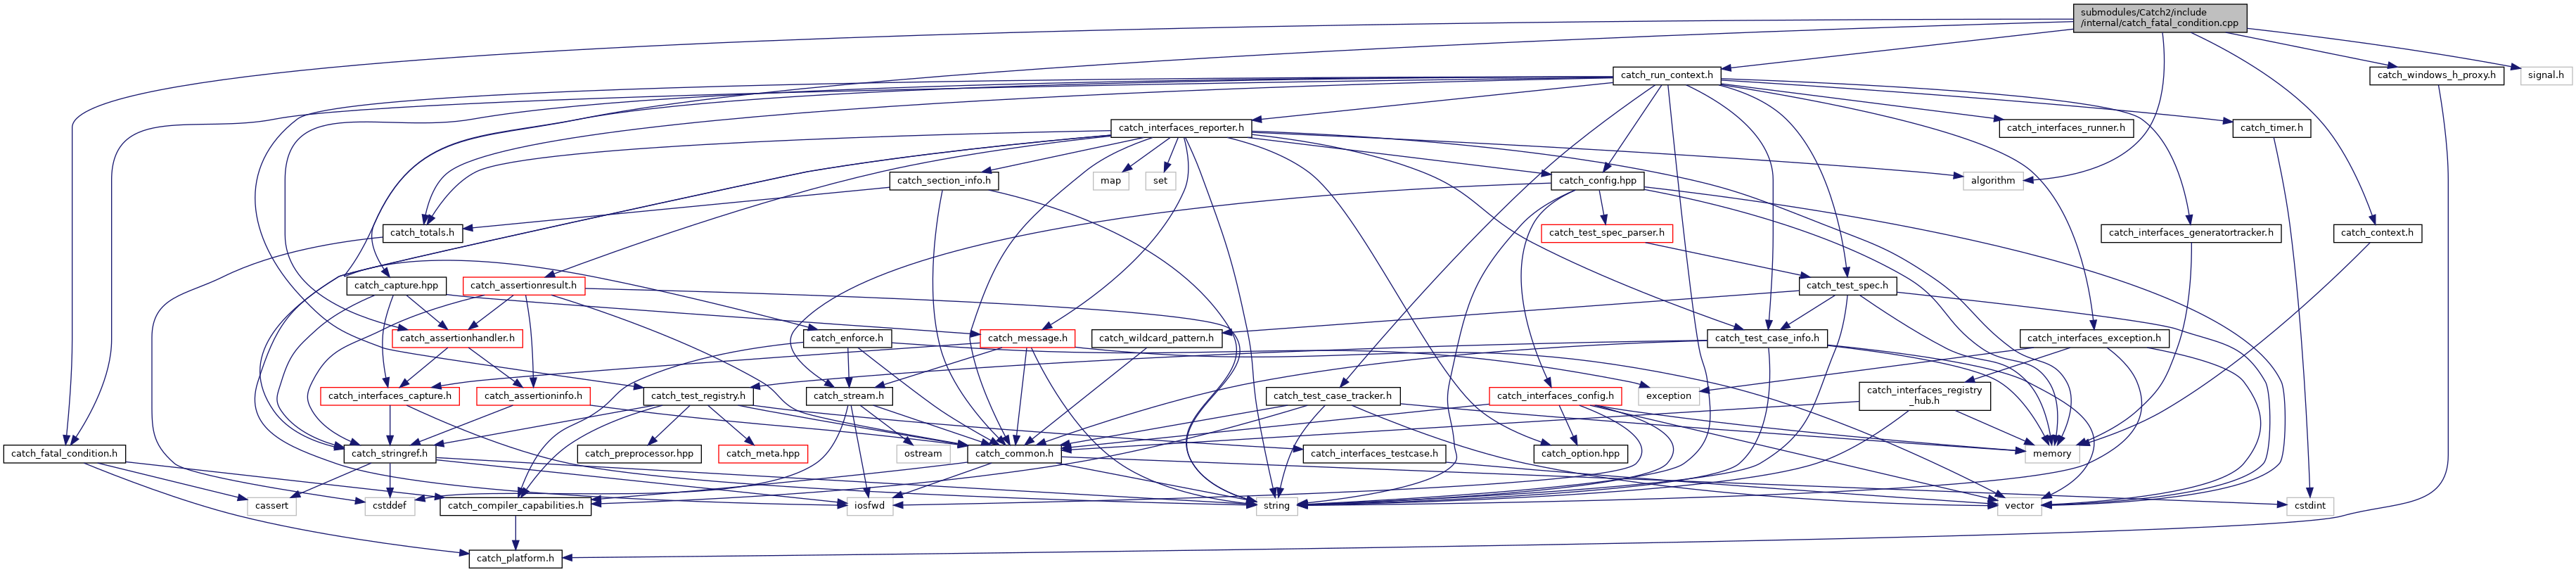 submodules/Catch2/include
/internal/catch_fatal_condition.cpp
catch_run_context.h
catch_windows_h_proxy.h
signal.h
catch_interfaces_reporter.h
catch_interfaces_runner.h
catch_timer.h
catch_section_info.h
map
set
catch_config.hpp
algorithm
catch_totals.h
catch_test_spec_parser.h
catch_interfaces_generatortracker.h
catch_context.h
catch_capture.hpp
catch_assertionresult.h
catch_test_spec.h
catch_assertionhandler.h
catch_enforce.h
catch_message.h
catch_wildcard_pattern.h
catch_test_case_info.h
catch_interfaces_exception.h
catch_interfaces_capture.h
catch_assertioninfo.h
catch_test_registry.h
catch_stream.h
exception
catch_test_case_tracker.h
catch_interfaces_config.h
catch_interfaces_registry
_hub.h
catch_fatal_condition.h
catch_stringref.h
catch_preprocessor.hpp
catch_meta.hpp
ostream
catch_common.h
catch_interfaces_testcase.h
catch_option.hpp
memory
cassert
cstddef
catch_compiler_capabilities.h
iosfwd
string
vector
cstdint
catch_platform.h